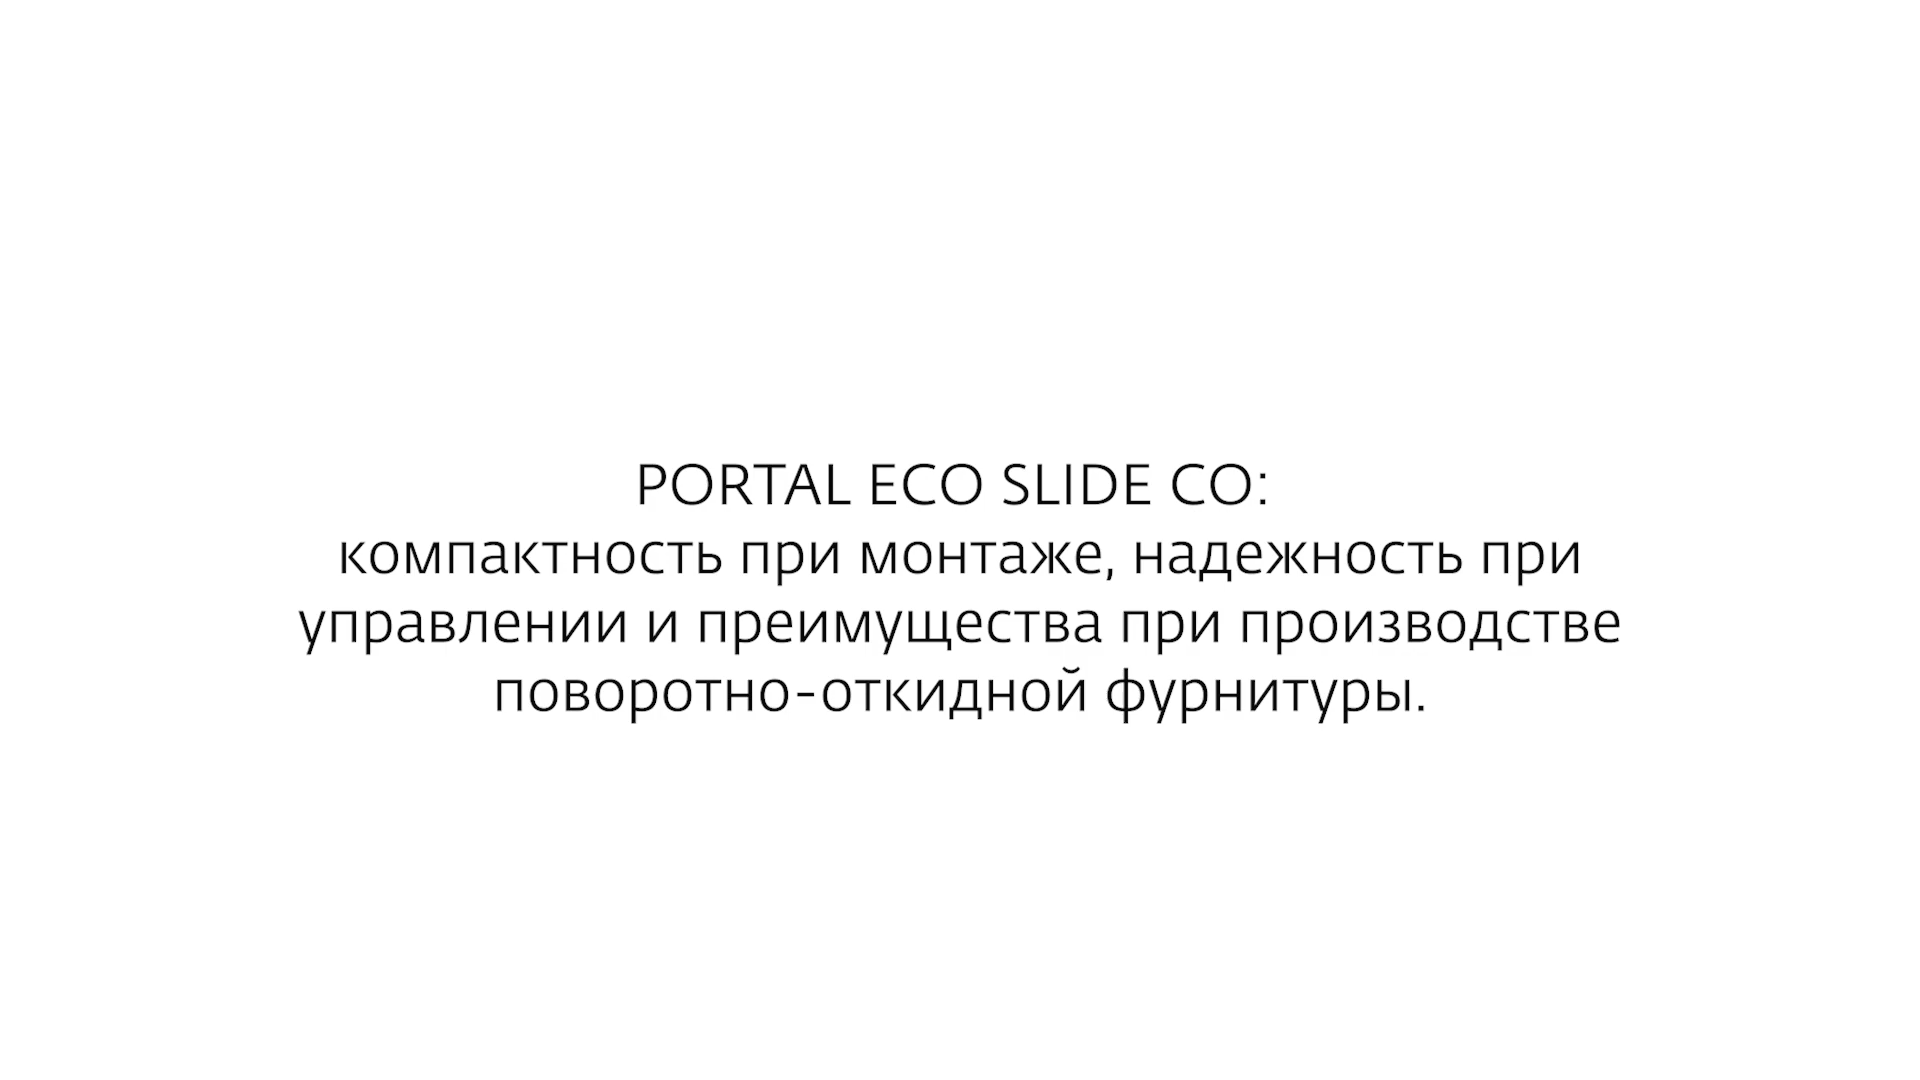 PORTAL ECO SLIDE CO:
компактность при монтаже, надежность при
управлении и преимущества при производстве
поворотно-откидной фурнитуры.